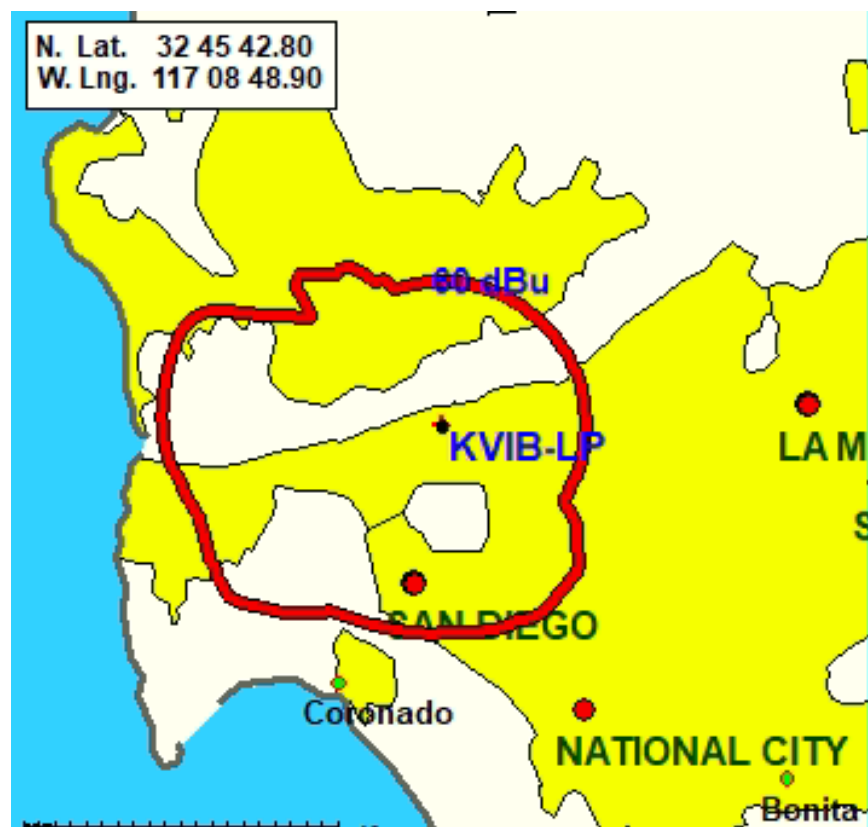 N. Lat. 32 45 42.80
W. Lng. 117 08 48.90
60 dBu
KVIB-LP
LA M
S
SAN DIEGO
Coronado
NATIONAL CITY
Bonita